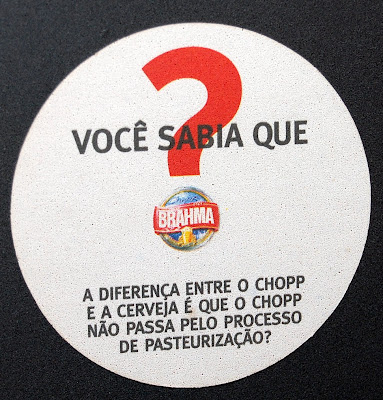 ?
VOCÊ SABIA QUE
BRAHMA
A DIFERENÇA ENTRE O CHOPP
E A CERVEJA É QUE O CHOPP
NÃO PASSA PELO PROCESSO
DE PASTEURIZAÇÃO?